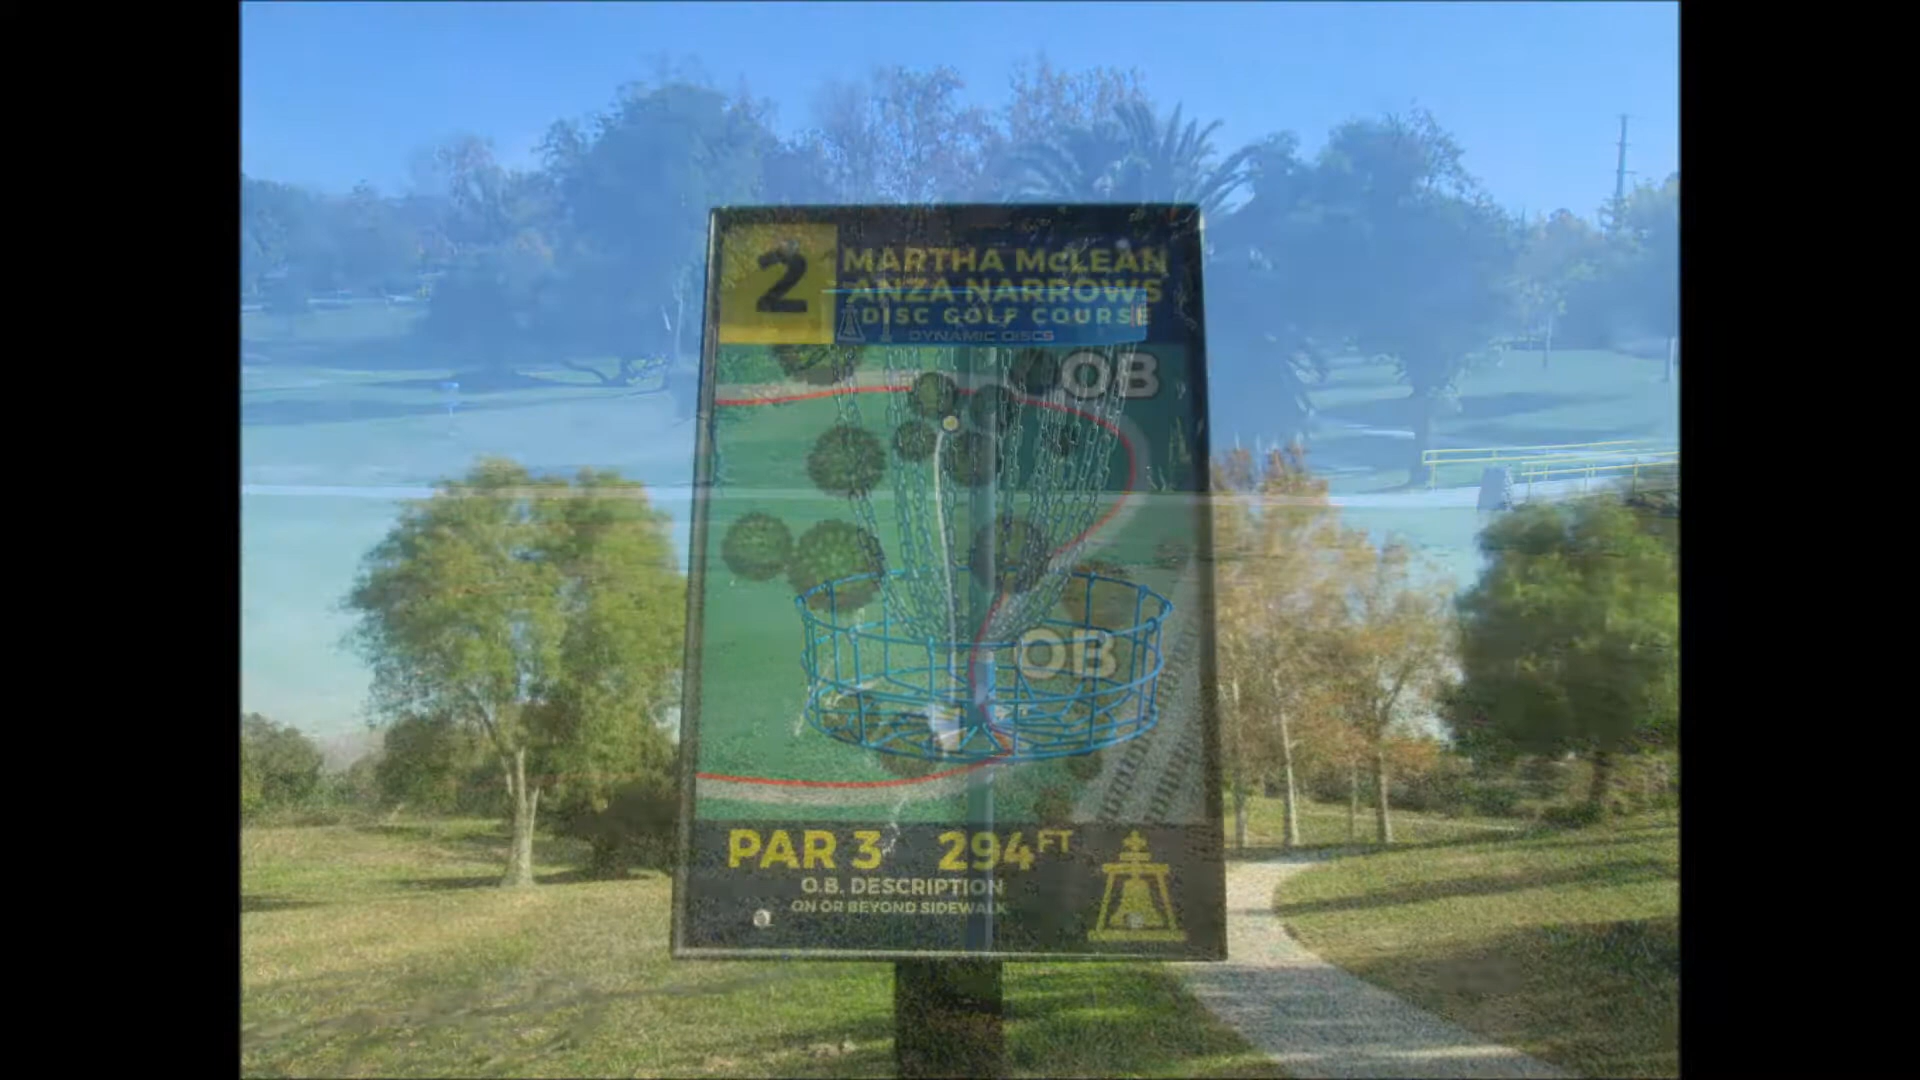 2
MARTHA McLEAN
ANZA NARROWS
DISC GOLF COURSE
DYNAMIC DISCS
OB
OB
PAR 3 294FT
O.B. DESCRIPTION
ON OR BEYOND SIDEWALK